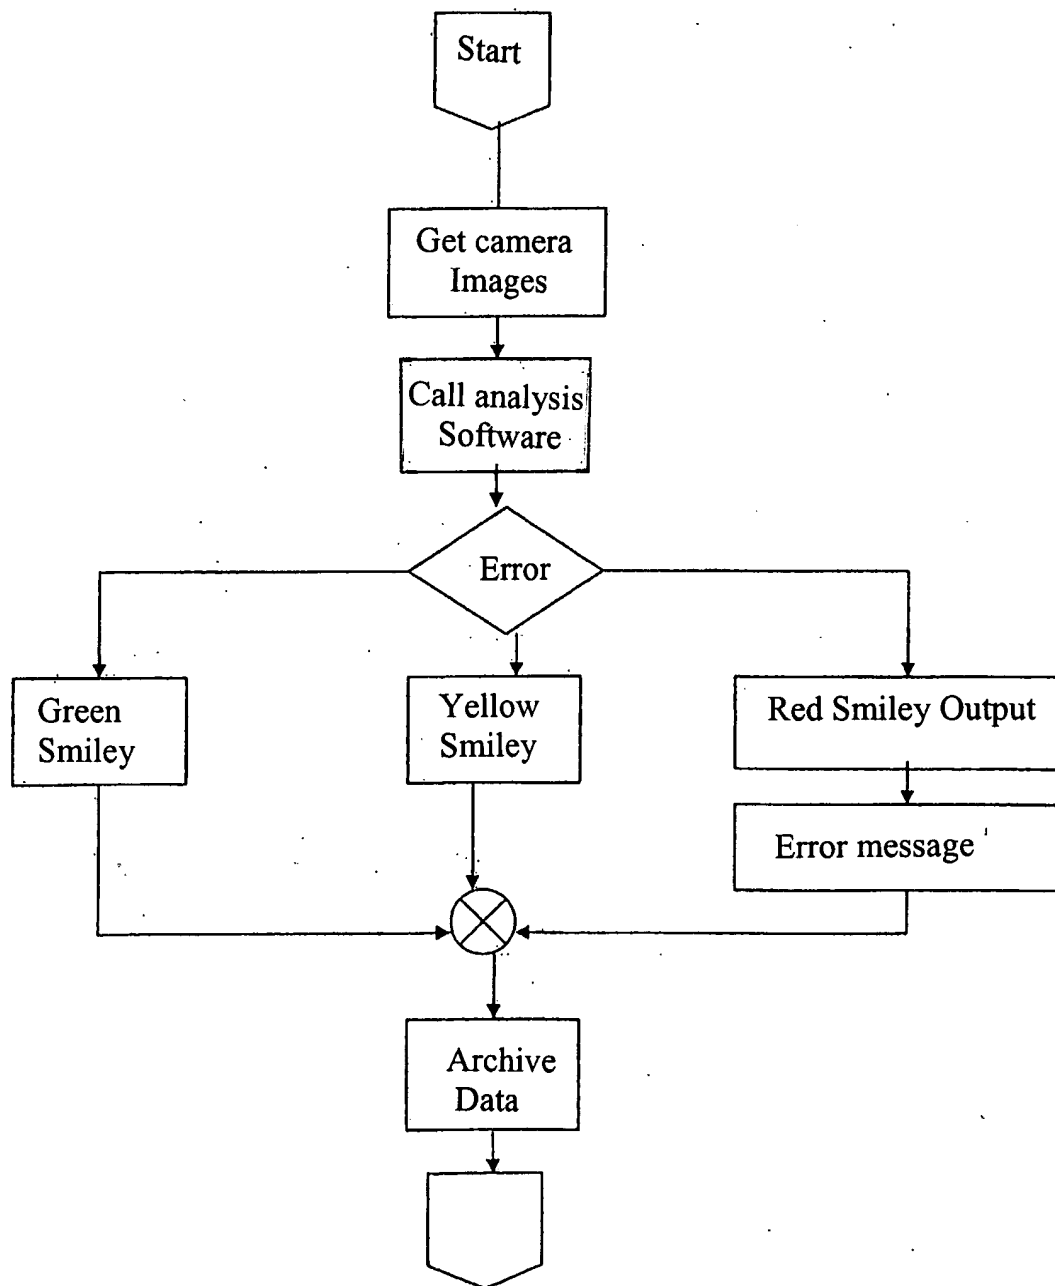 Start
Get camera
Images
Call analysis
Software
Error
Green
Smiley
Yellow
Smiley
Red Smiley Output
Error message
Archive
Data